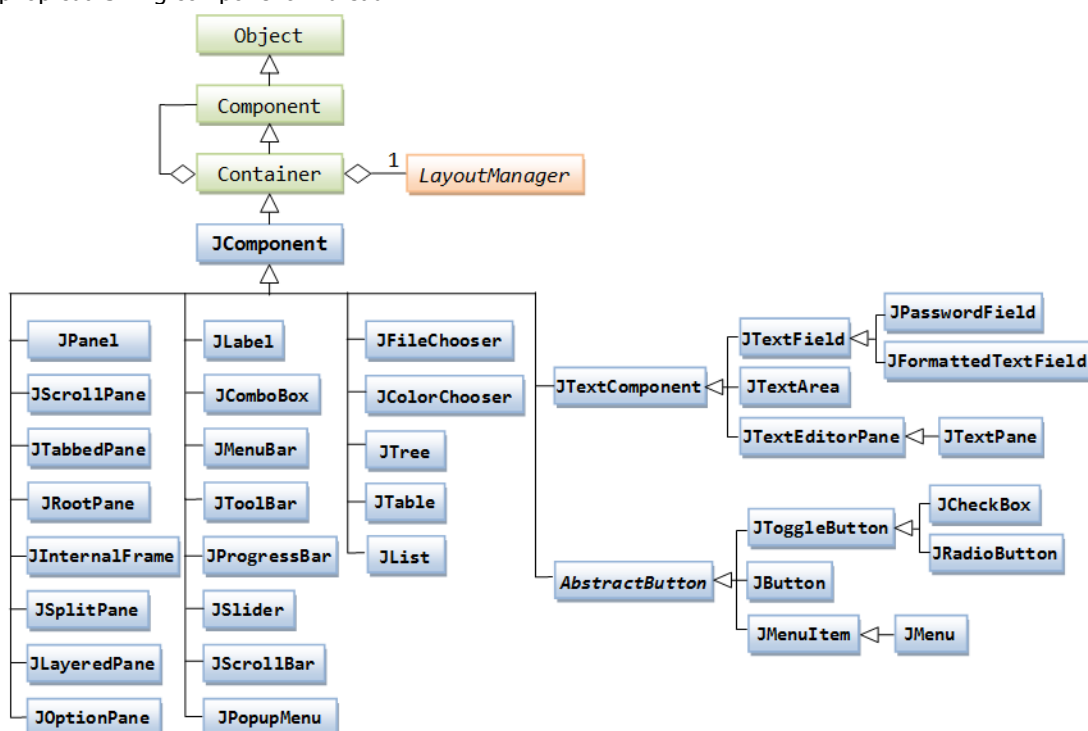 Object
Component
Container
1
LayoutManager
JComponent
JPanel
JScrollPane
JTabbedPane
JRootPane
JInternalFrame
JSplitPane
JLayeredPane
JOptionPane
JLabel
JComboBox
JMenuBar
JToolBar
JProgressBar
JSlider
JScrollBar
JPopupMenu
JFileChooser
JColorChooser
JTree
JTable
JList
JTextComponent
JTextField
JPasswordField
JFormattedTextField
JTextArea
JTextEditorPane
JTextPane
AbstractButton
JToggleButton
JCheckBox
JRadioButton
JButton
JMenuItem
JMenu